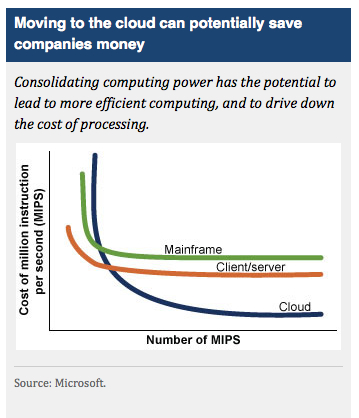 Moving to the cloud can potentially save
companies money
Consolidating computing power has the potential to
lead to more efficient computing, and to drive down
the cost of processing.
Cost of million instruction
per second (MIPS)
Mainframe
Client/server
Cloud
Number of MIPS
Source: Microsoft.